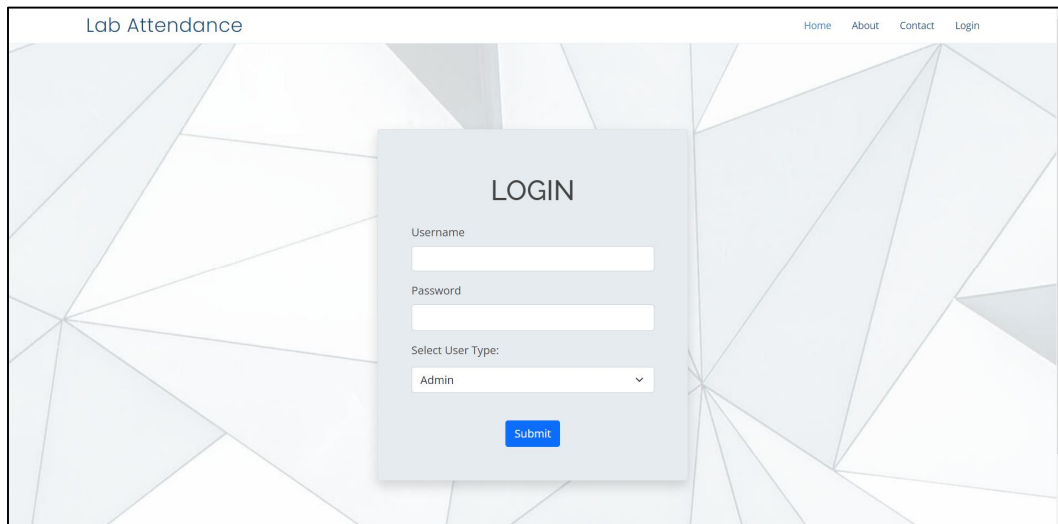 Lab Attendance
Home About Contact Login
LOGIN
Username
Password
Select User Type:
Admin
Submit